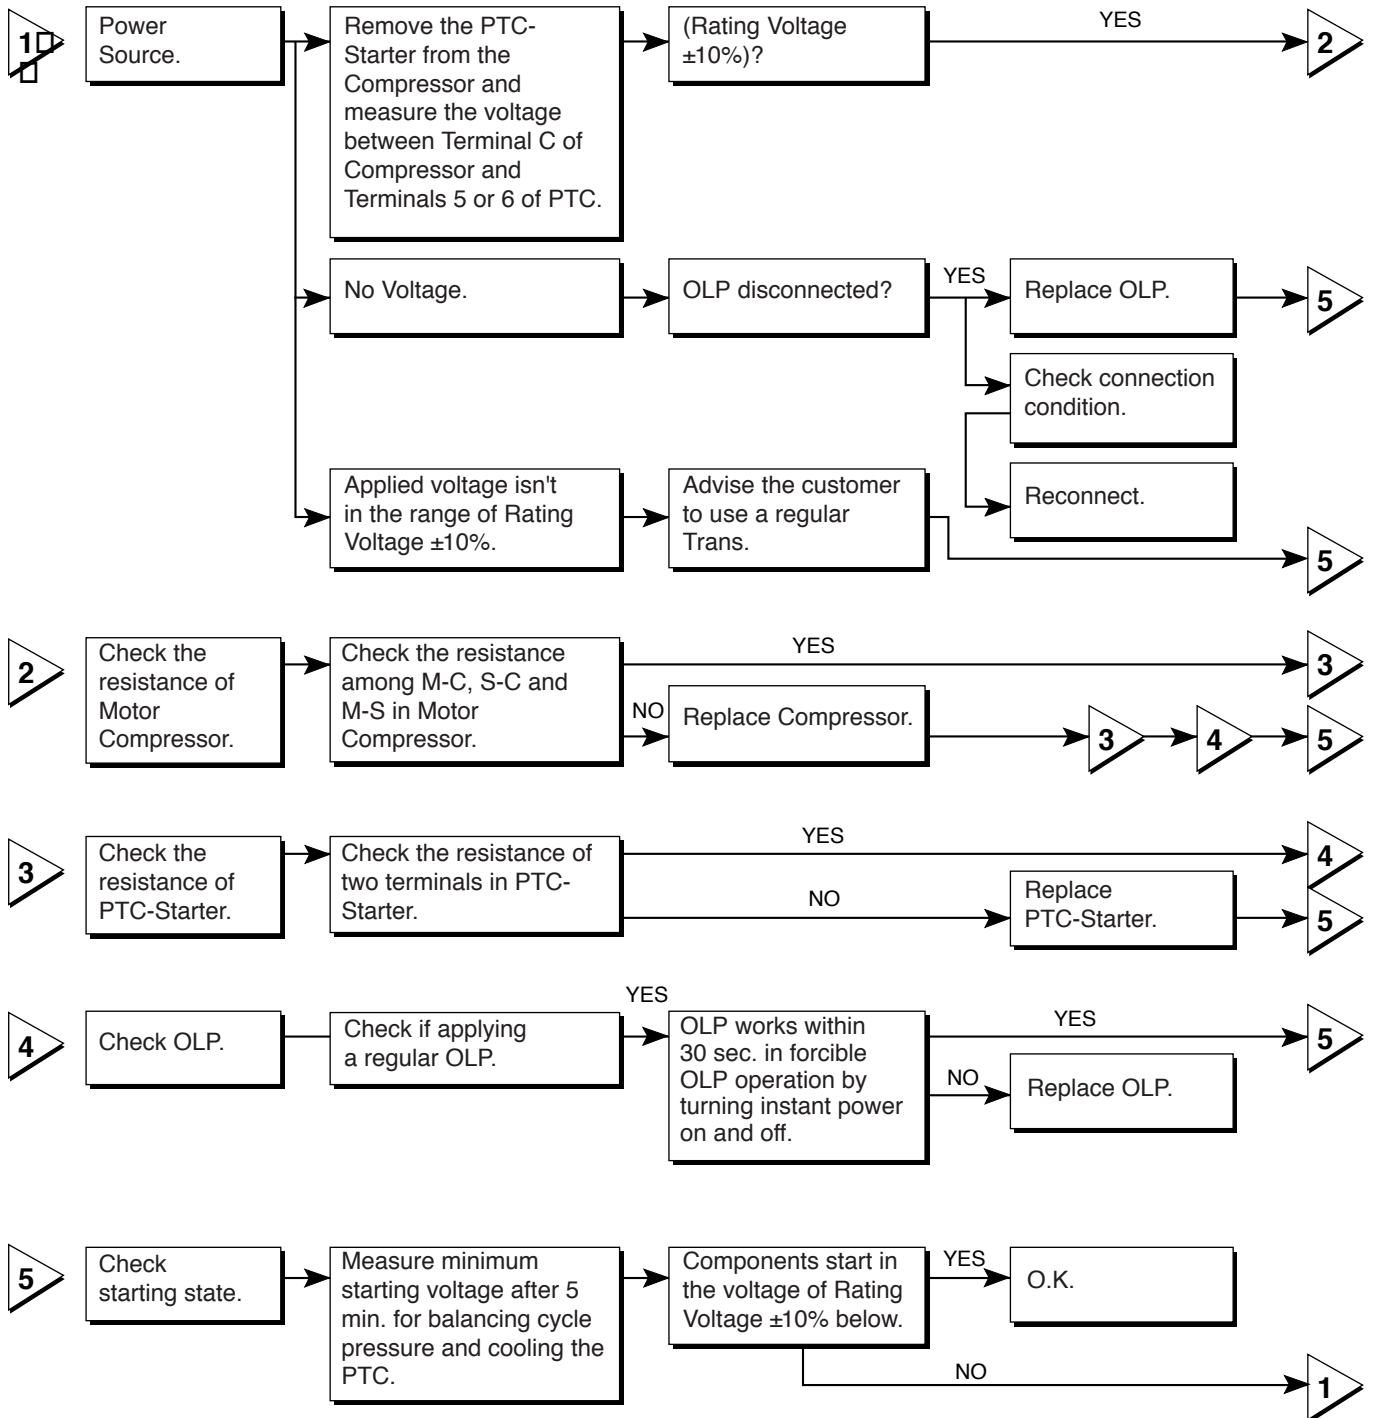 1
Power
Source.
Remove the PTC-
Starter from the
Compressor and
measure the voltage
between Terminal C of
Compressor and
Terminals 5 or 6 of PTC.
(Rating Voltage
±10%)?
YES
2
No Voltage.
OLP disconnected?
YES
Replace OLP.
5
Check connection
condition.
Reconnect.
Applied voltage isn't
in the range of Rating
Voltage ±10%.
Advise the customer
to use a regular
Trans.
5
2
Check the
resistance of
Motor
Compressor.
Check the resistance
among M-C, S-C and
M-S in Motor
Compressor.
YES
3
NO
Replace Compressor.
3
4
5
3
Check the
resistance of
PTC-Starter.
Check the resistance of
two terminals in PTC-
Starter.
YES
4
NO
Replace
PTC-Starter.
5
4
Check OLP.
Check if applying
a regular OLP.
YES
OLP works within
30 sec. in forcible
OLP operation by
turning instant power
on and off.
YES
5
NO
Replace OLP.
5
Check
starting state.
Measure minimum
starting voltage after 5
min. for balancing cycle
pressure and cooling the
PTC.
Components start in
the voltage of Rating
Voltage ±10% below.
YES
O.K.
NO
1